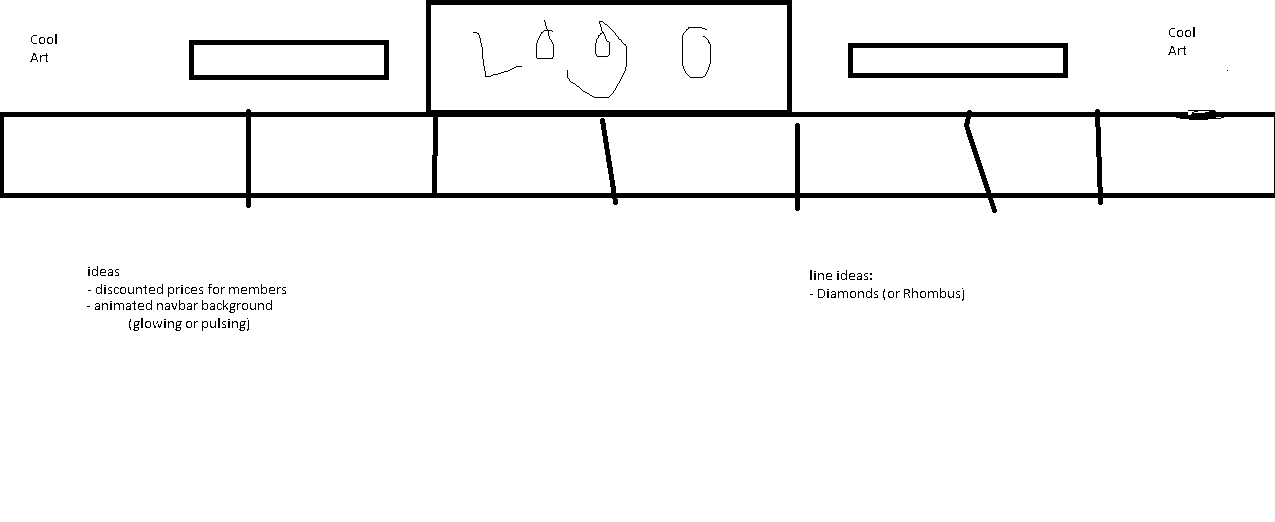 Cool
Art
LOGO
Cool
Art
ideas
- discounted prices for members
- animated navbar background
(glowing or pulsing)
line ideas:
- Diamonds (or Rhombus)